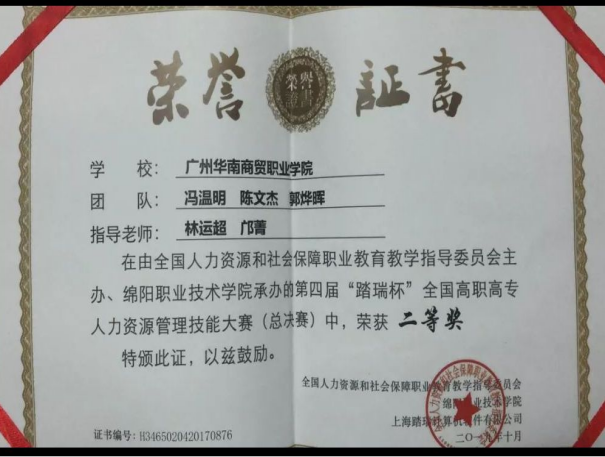 荣誉 証書
学 校：广州华南商贸职业学院
团 队：冯温明 陈文杰 郭烨晖
指导老师：林运超 邝菁
在由全国人力资源和社会保障职业教育教学指导委员会主
办、绵阳职业技术学院承办的第四届“踏瑞杯”全国高职高专
人力资源管理技能大赛（总决赛）中，荣获 二等奖
特颁此证，以兹鼓励。
全国人力资源和社会保障职业教育教学指导委员会
绵阳职业技术学院
上海踏瑞计算机软件有限公司
二〇一九年十月
证书编号：H3465020420170876